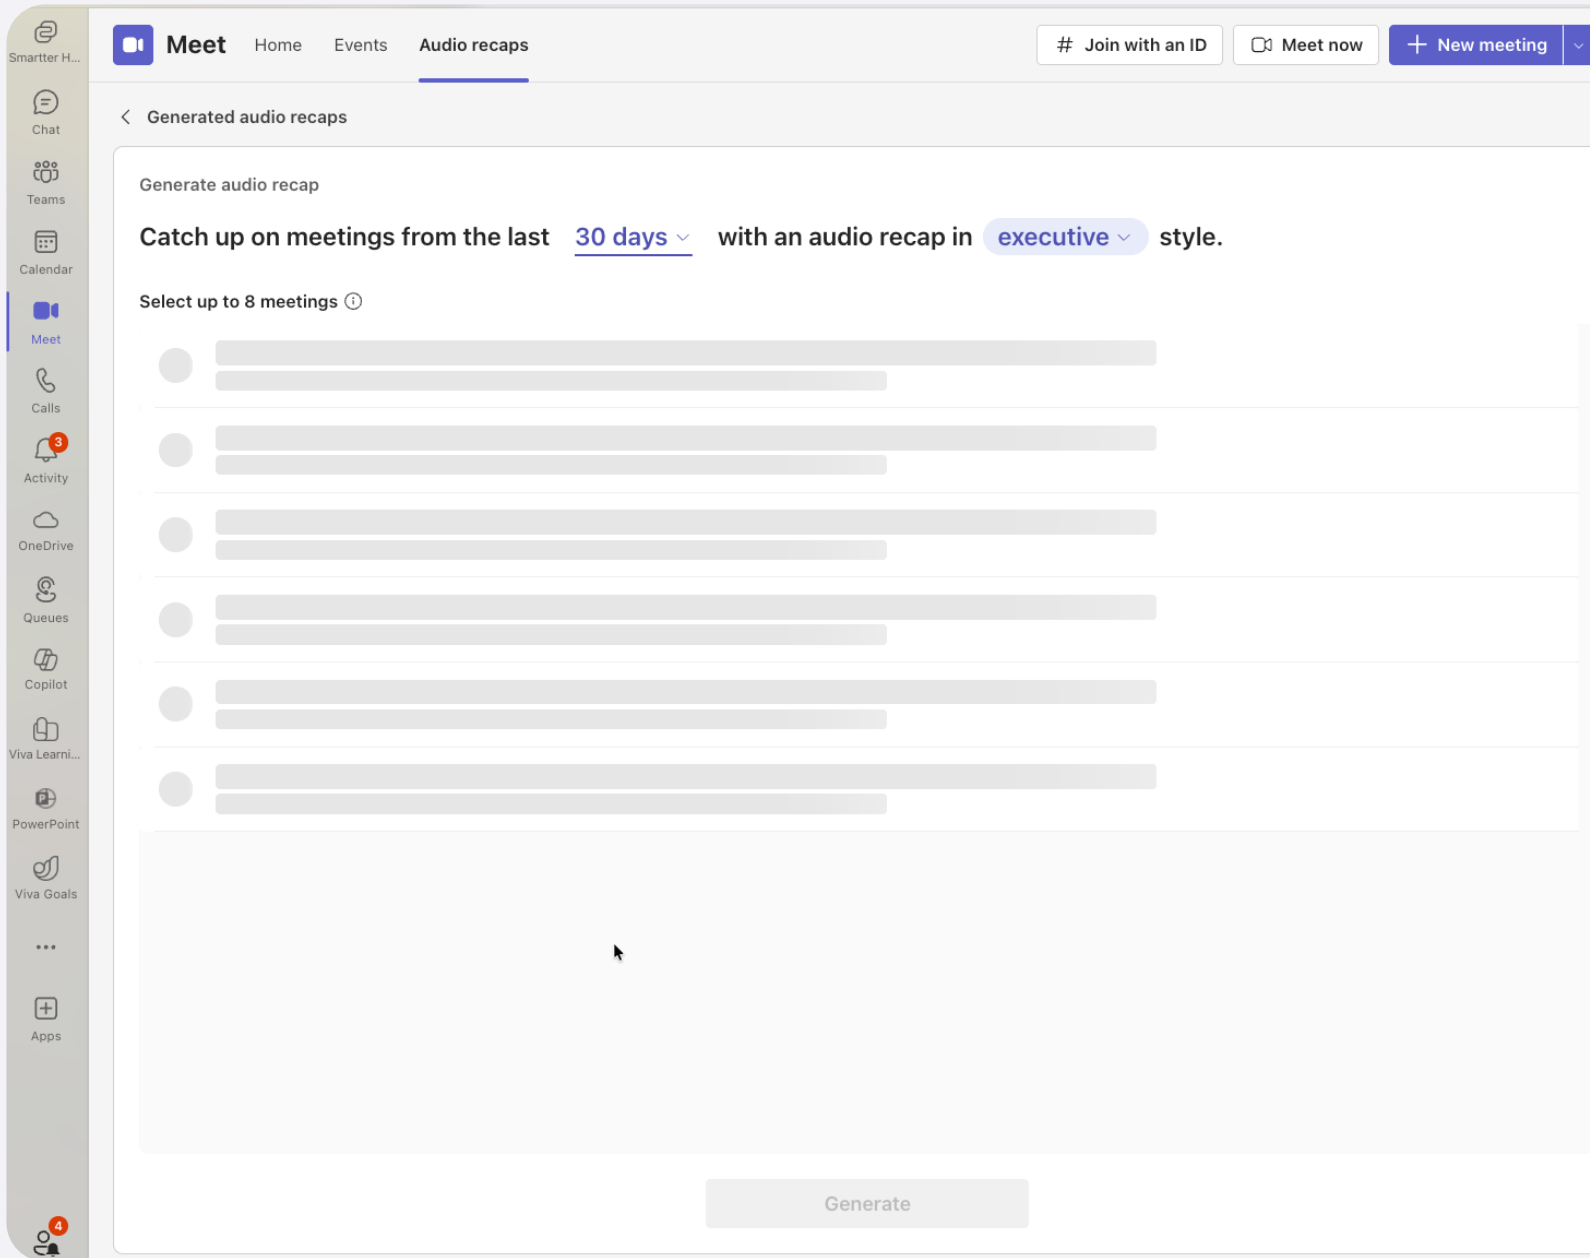 Smartter H...
Chat
Teams
Calendar
Meet
Calls
3
Activity
OneDrive
Queues
Copilot
Viva Learni...
P
PowerPoint
Viva Goals
Apps
4
Meet
Home
Events
Audio recaps
# Join with an ID
Meet now
+ New meeting
Generated audio recaps
Generate audio recap
Catch up on meetings from the last 30 days with an audio recap in executive style.
Select up to 8 meetings
Generate